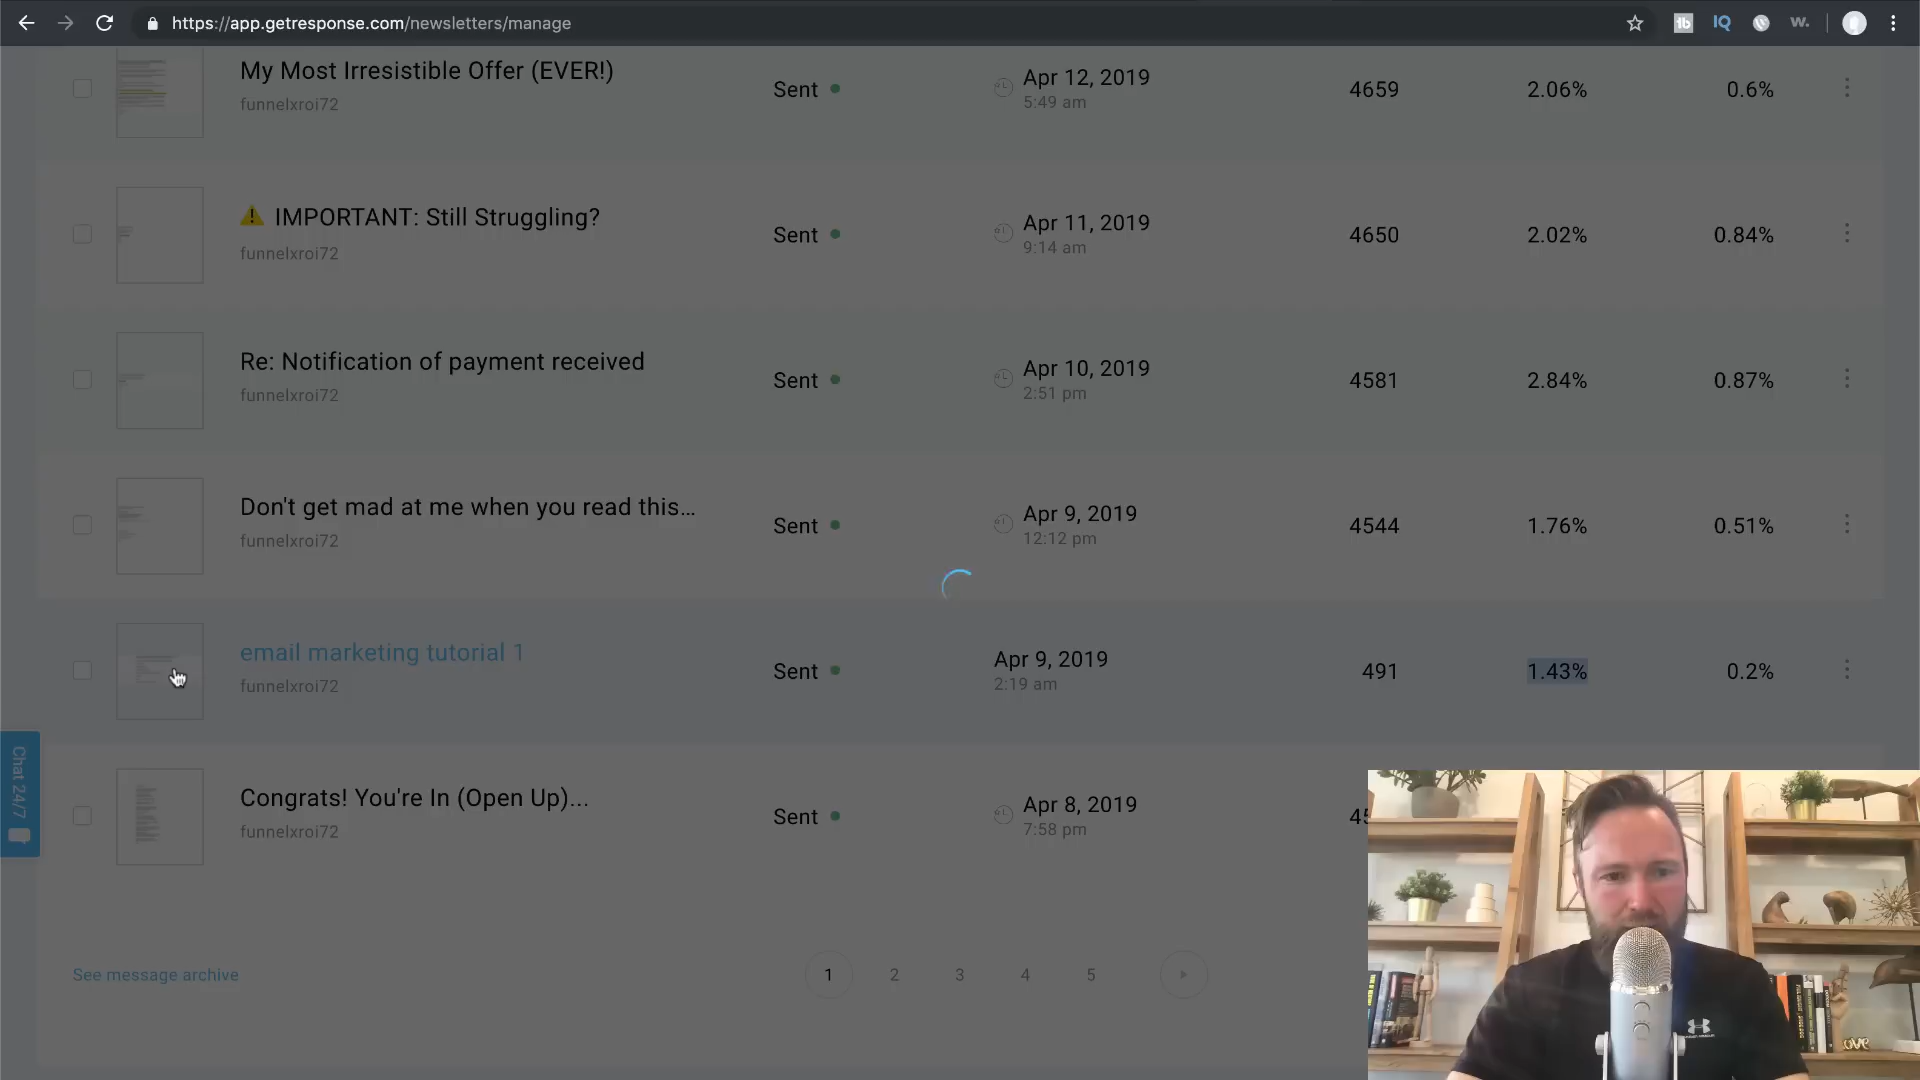 https://app.getresponse.com/newsletters/manage
tb
IQ
w.
My Most Irresistible Offer (EVER!)
funnelxroi72
Sent
Apr 12, 2019
5:49 am
4659
2.06%
0.6%
IMPORTANT: Still Struggling?
funnelxroi72
Sent
Apr 11, 2019
9:14 am
4650
2.02%
0.84%
Re: Notification of payment received
funnelxroi72
Sent
Apr 10, 2019
2:51 pm
4581
2.84%
0.87%
Don't get mad at me when you read this...
funnelxroi72
Sent
Apr 9, 2019
12:12 pm
4544
1.76%
0.51%
email marketing tutorial 1
funnelxroi72
Sent
Apr 9, 2019
2:19 am
491
1.43%
0.2%
Chat 24/7
Congrats! You're In (Open Up)...
funnelxroi72
Sent
Apr 8, 2019
7:58 pm
45
See message archive
1 2 3 4 5